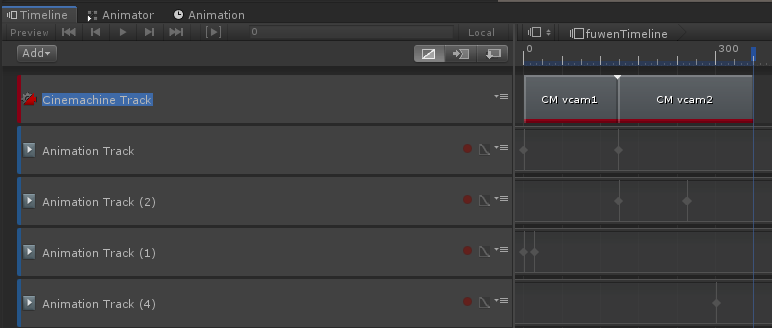 Timeline Animator Animation
Preview 0 Local fuwenTimeline
Add 0 300
Cinemachine Track CM vcam1 CM vcam2
Animation Track
Animation Track (2)
Animation Track (1)
Animation Track (4)